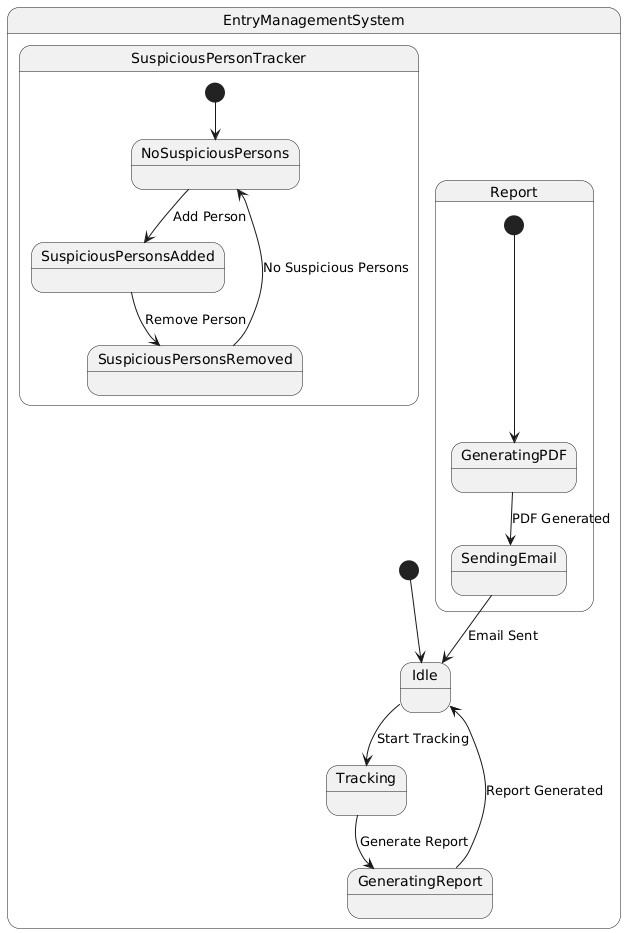 EntryManagementSystem
SuspiciousPersonTracker
NoSuspiciousPersons
Add Person
SuspiciousPersonsAdded
No Suspicious Persons
Remove Person
SuspiciousPersonsRemoved
Report
GeneratingPDF
PDF Generated
SendingEmail
Email Sent
Idle
Start Tracking
Tracking
Report Generated
Generate Report
GeneratingReport